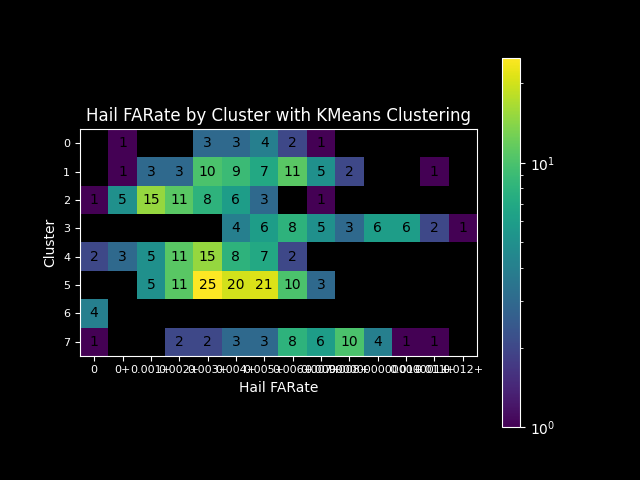 Hail FARate by Cluster with KMeans Clustering
0 1 3 3 4 2 1
1 1 3 3 10 9 7 11 5 2 1
2 1 5 15 11 8 6 3 1
3 4 6 8 5 3 6 6 2 1
4 2 3 5 11 15 8 7 2
5 5 11 25 20 21 10 3
6 4
7 1 2 2 3 3 8 6 10 4 1 1
Cluster
0 0+
Hail FARate
10^1
10^0